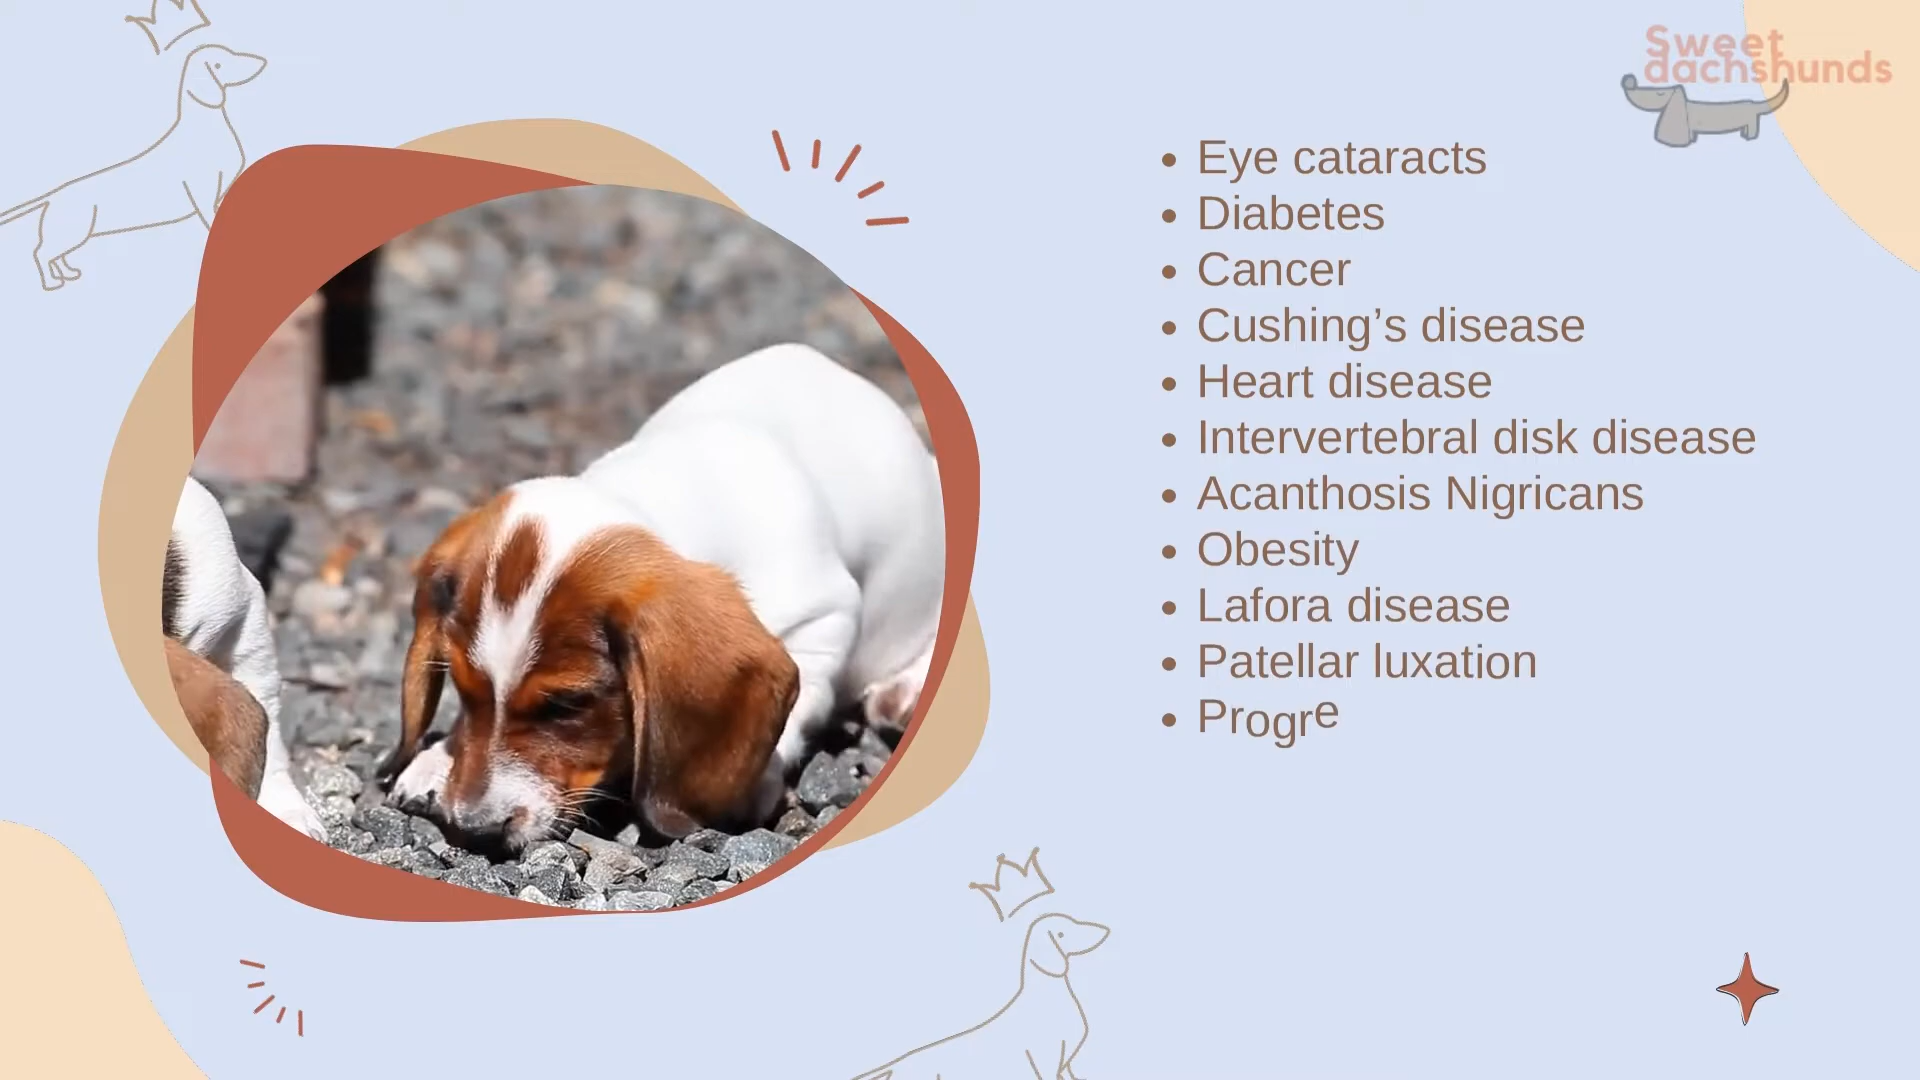 Sweet
dachshunds
• Eye cataracts
• Diabetes
• Cancer
• Cushing’s disease
• Heart disease
• Intervertebral disk disease
• Acanthosis Nigricans
• Obesity
• Lafora disease
• Patellar luxation
• Progre